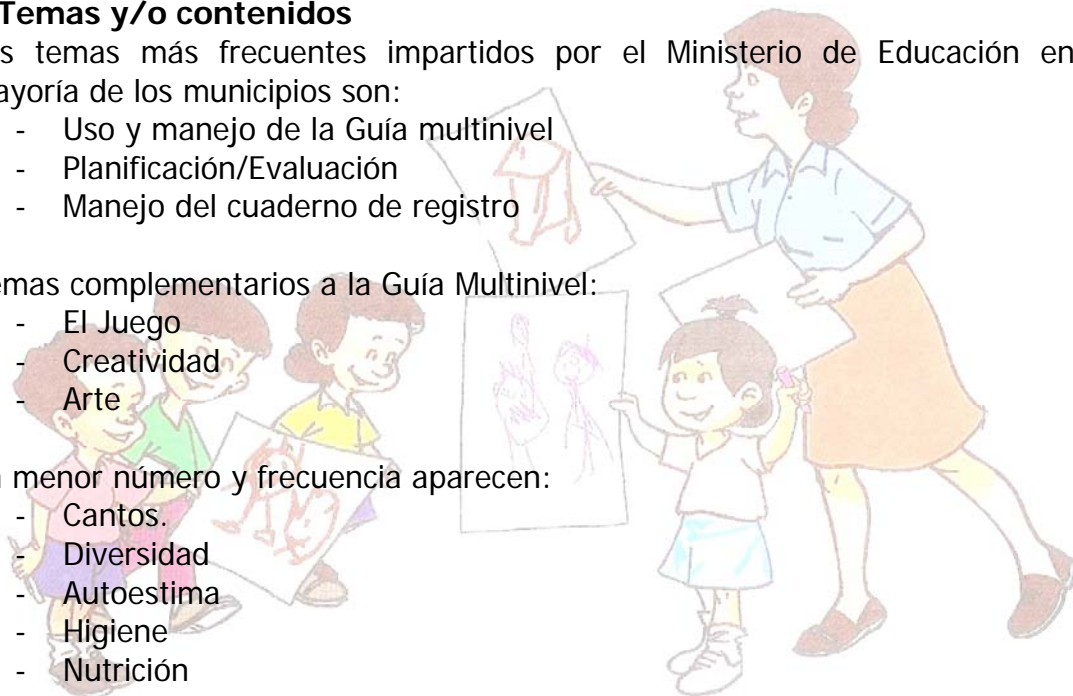 Temas y/o contenidos
s temas más frecuentes impartidos por el Ministerio de Educación en
ayoría de los municipios son:
- Uso y manejo de la Guía multinivel
- Planificación/Evaluación
- Manejo del cuaderno de registro
emas complementarios a la Guía Multinivel:
- El Juego
- Creatividad
- Arte
menor número y frecuencia aparecen:
- Cantos.
- Diversidad
- Autoestima
- Higiene
- Nutrición